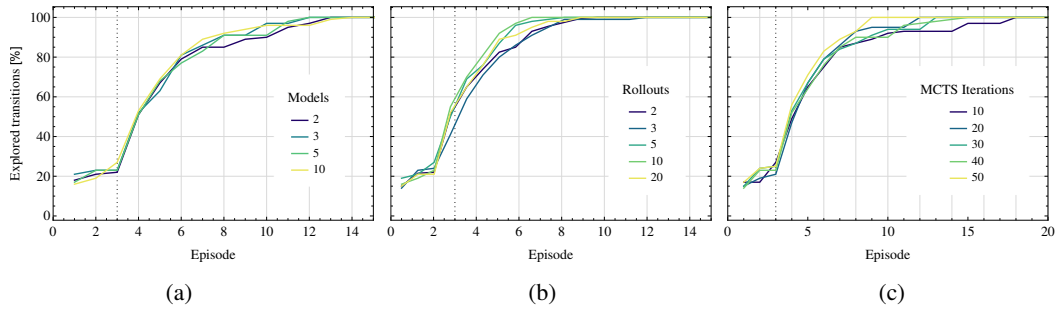 Explored transitions [%]
100
80
60
40
20
0
Models
2
3
5
10
0 2 4 6 8 10 12 14
Episode
(a)
Rollouts
2
3
5
10
20
0 2 4 6 8 10 12 14
Episode
(b)
MCTS Iterations
10
20
30
40
50
0 5 10 15 20
Episode
(c)